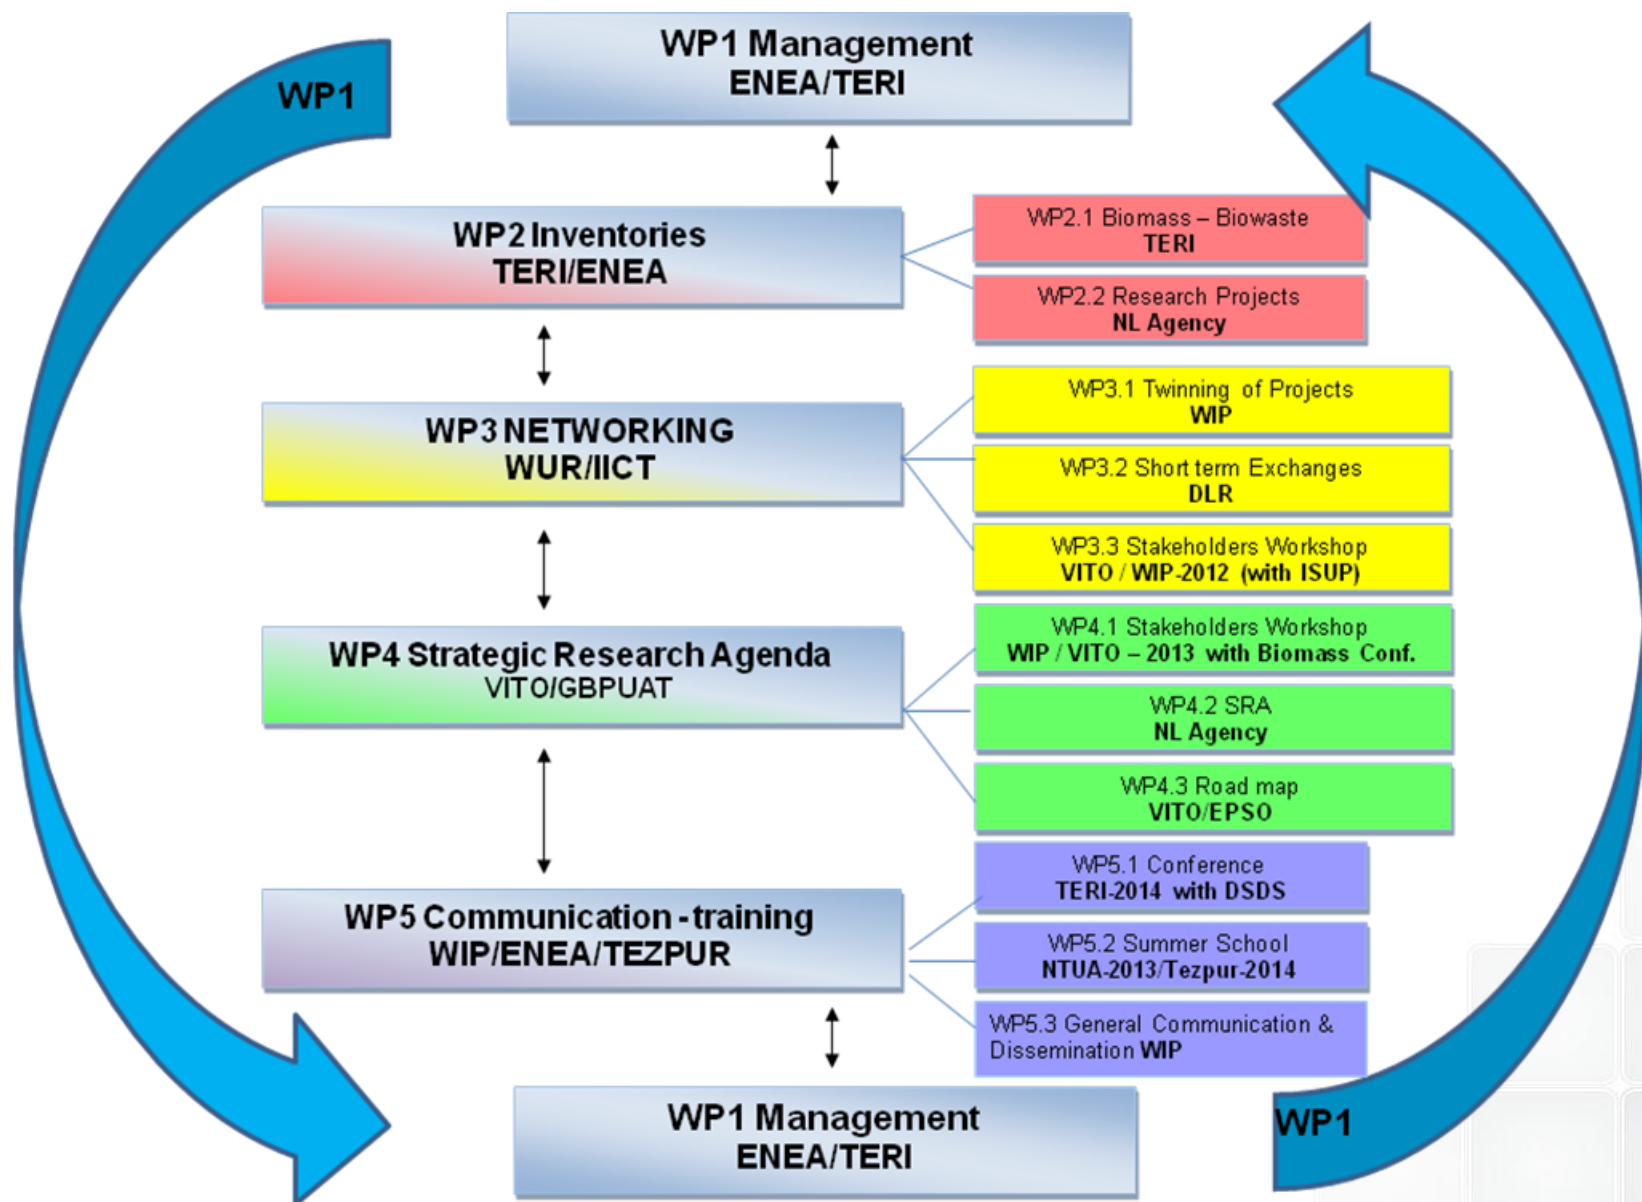 WP1 Management
ENEA/TERI
WP1
WP2 Inventories
TERI/ENEA
WP2.1 Biomass – Biowaste
TERI
WP2.2 Research Projects
NL Agency
WP3 NETWORKING
WUR/IICT
WP3.1 Twinning of Projects
WIP
WP3.2 Short term Exchanges
DLR
WP3.3 Stakeholders Workshop
VITO / WIP-2012 (with ISUP)
WP4 Strategic Research Agenda
VITO/GBPUAT
WP4.1 Stakeholders Workshop
WIP / VITO – 2013 with Biomass Conf.
WP4.2 SRA
NL Agency
WP4.3 Road map
VITO/EPSO
WP5 Communication - training
WIP/ENEA/TEZPUR
WP5.1 Conference
TERI-2014 with DSDS
WP5.2 Summer School
NTUA-2013/Tezpur-2014
WP5.3 General Communication &
Dissemination WIP
WP1 Management
ENEA/TERI
WP1